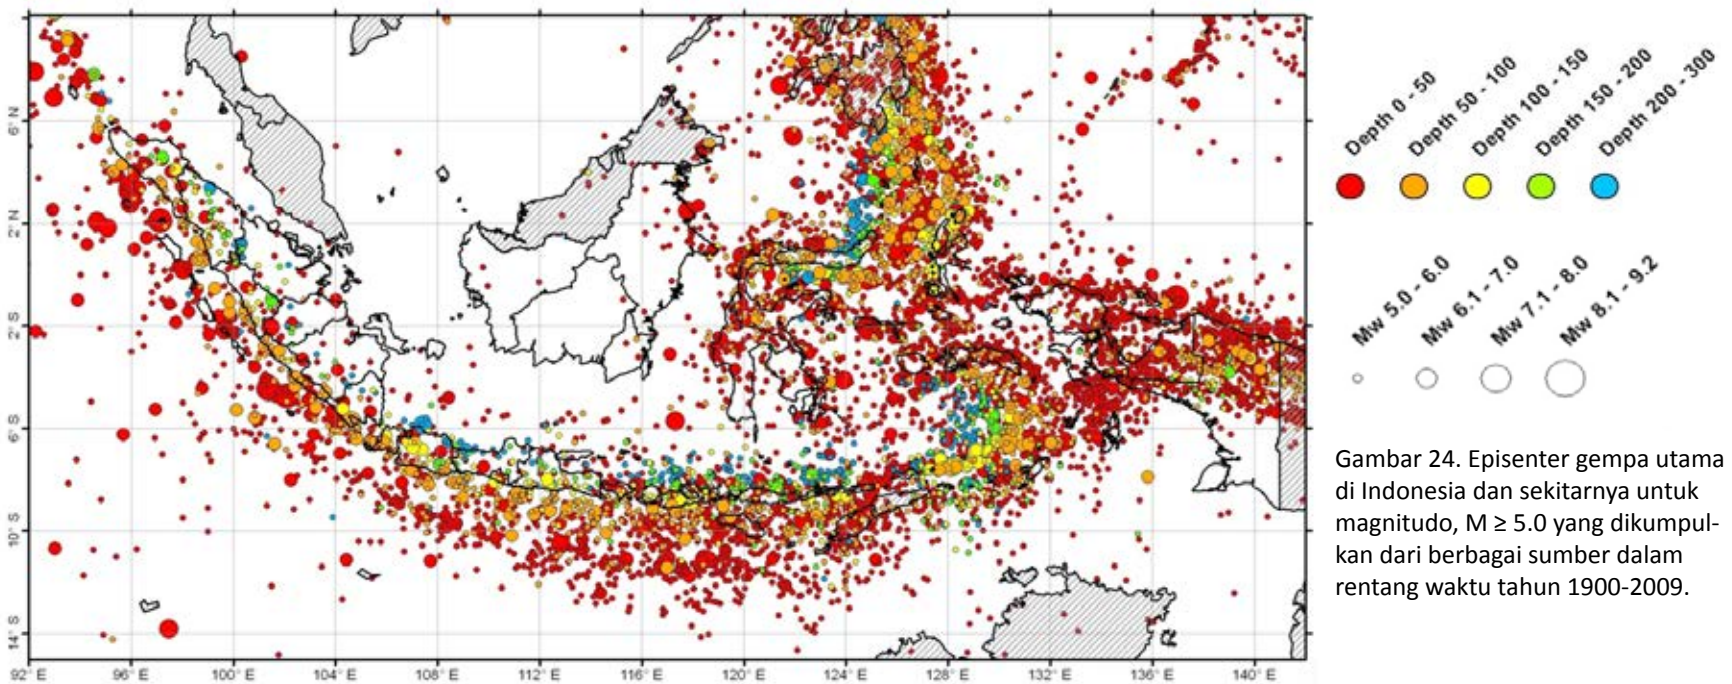 6° N
2° N
2° S
6° S
10° S
14° S
92° E
96° E
100° E
104° E
108° E
112° E
116° E
120° E
124° E
128° E
132° E
136° E
140° E
Depth 0 - 50
Depth 50 - 100
Depth 100 - 150
Depth 150 - 200
Depth 200 - 300
Mw 5.0 - 6.0
Mw 6.1 - 7.0
Mw 7.1 - 8.0
Mw 8.1 - 9.2
Gambar 24. Episenter gempa utama
di Indonesia dan sekitarnya untuk
magnitudo, M ≥ 5.0 yang dikumpul-
kan dari berbagai sumber dalam
rentang waktu tahun 1900-2009.